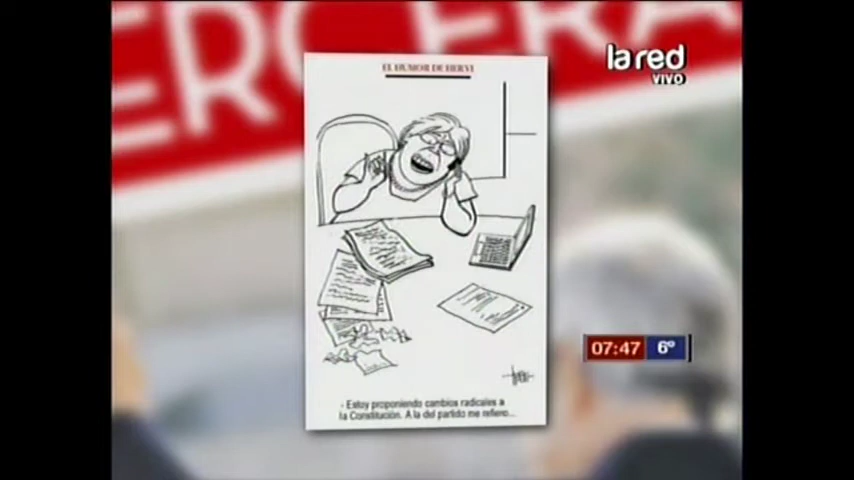 ERCERA
la red
VIVO
EL HUMOR DE HERVI
07:47 6°
- Estoy proponiendo cambios radicales a
la Constitución. A la del partido me refiero...